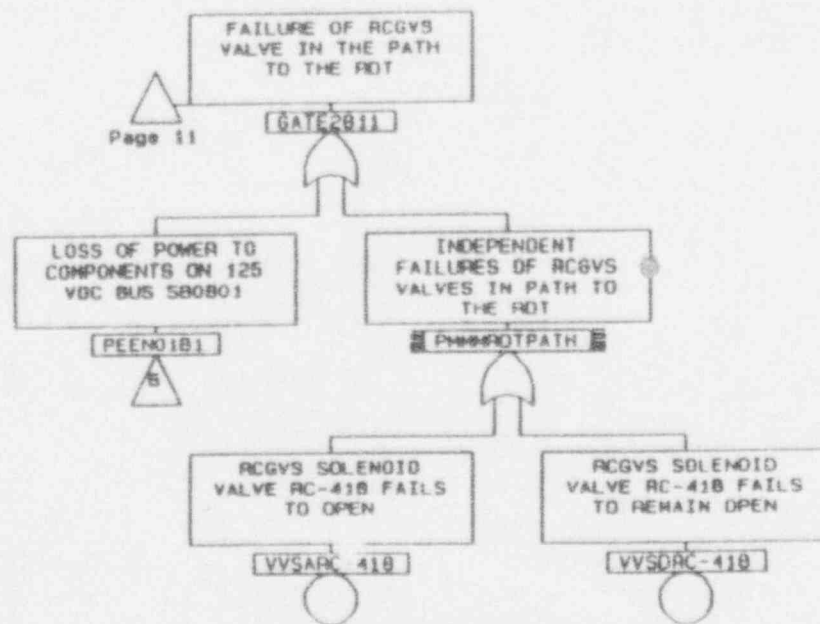 FAILURE OF RCGVS
VALVE IN THE PATH
TO THE RDT
Page 11
GATE2811
LOSS OF POWER TO
COMPONENTS ON 125
VDC BUS 580801
INDEPENDENT
FAILURES OF RCGVS
VALVES IN PATH TO
THE RDT
PEEN01B1
PMMMRDTPATH
5
RCGVS SOLENOID
VALVE RC-418 FAILS
TO OPEN
RCGVS SOLENOID
VALVE RC-418 FAILS
TO REMAIN OPEN
VVSARC-418
VVSDRC-418